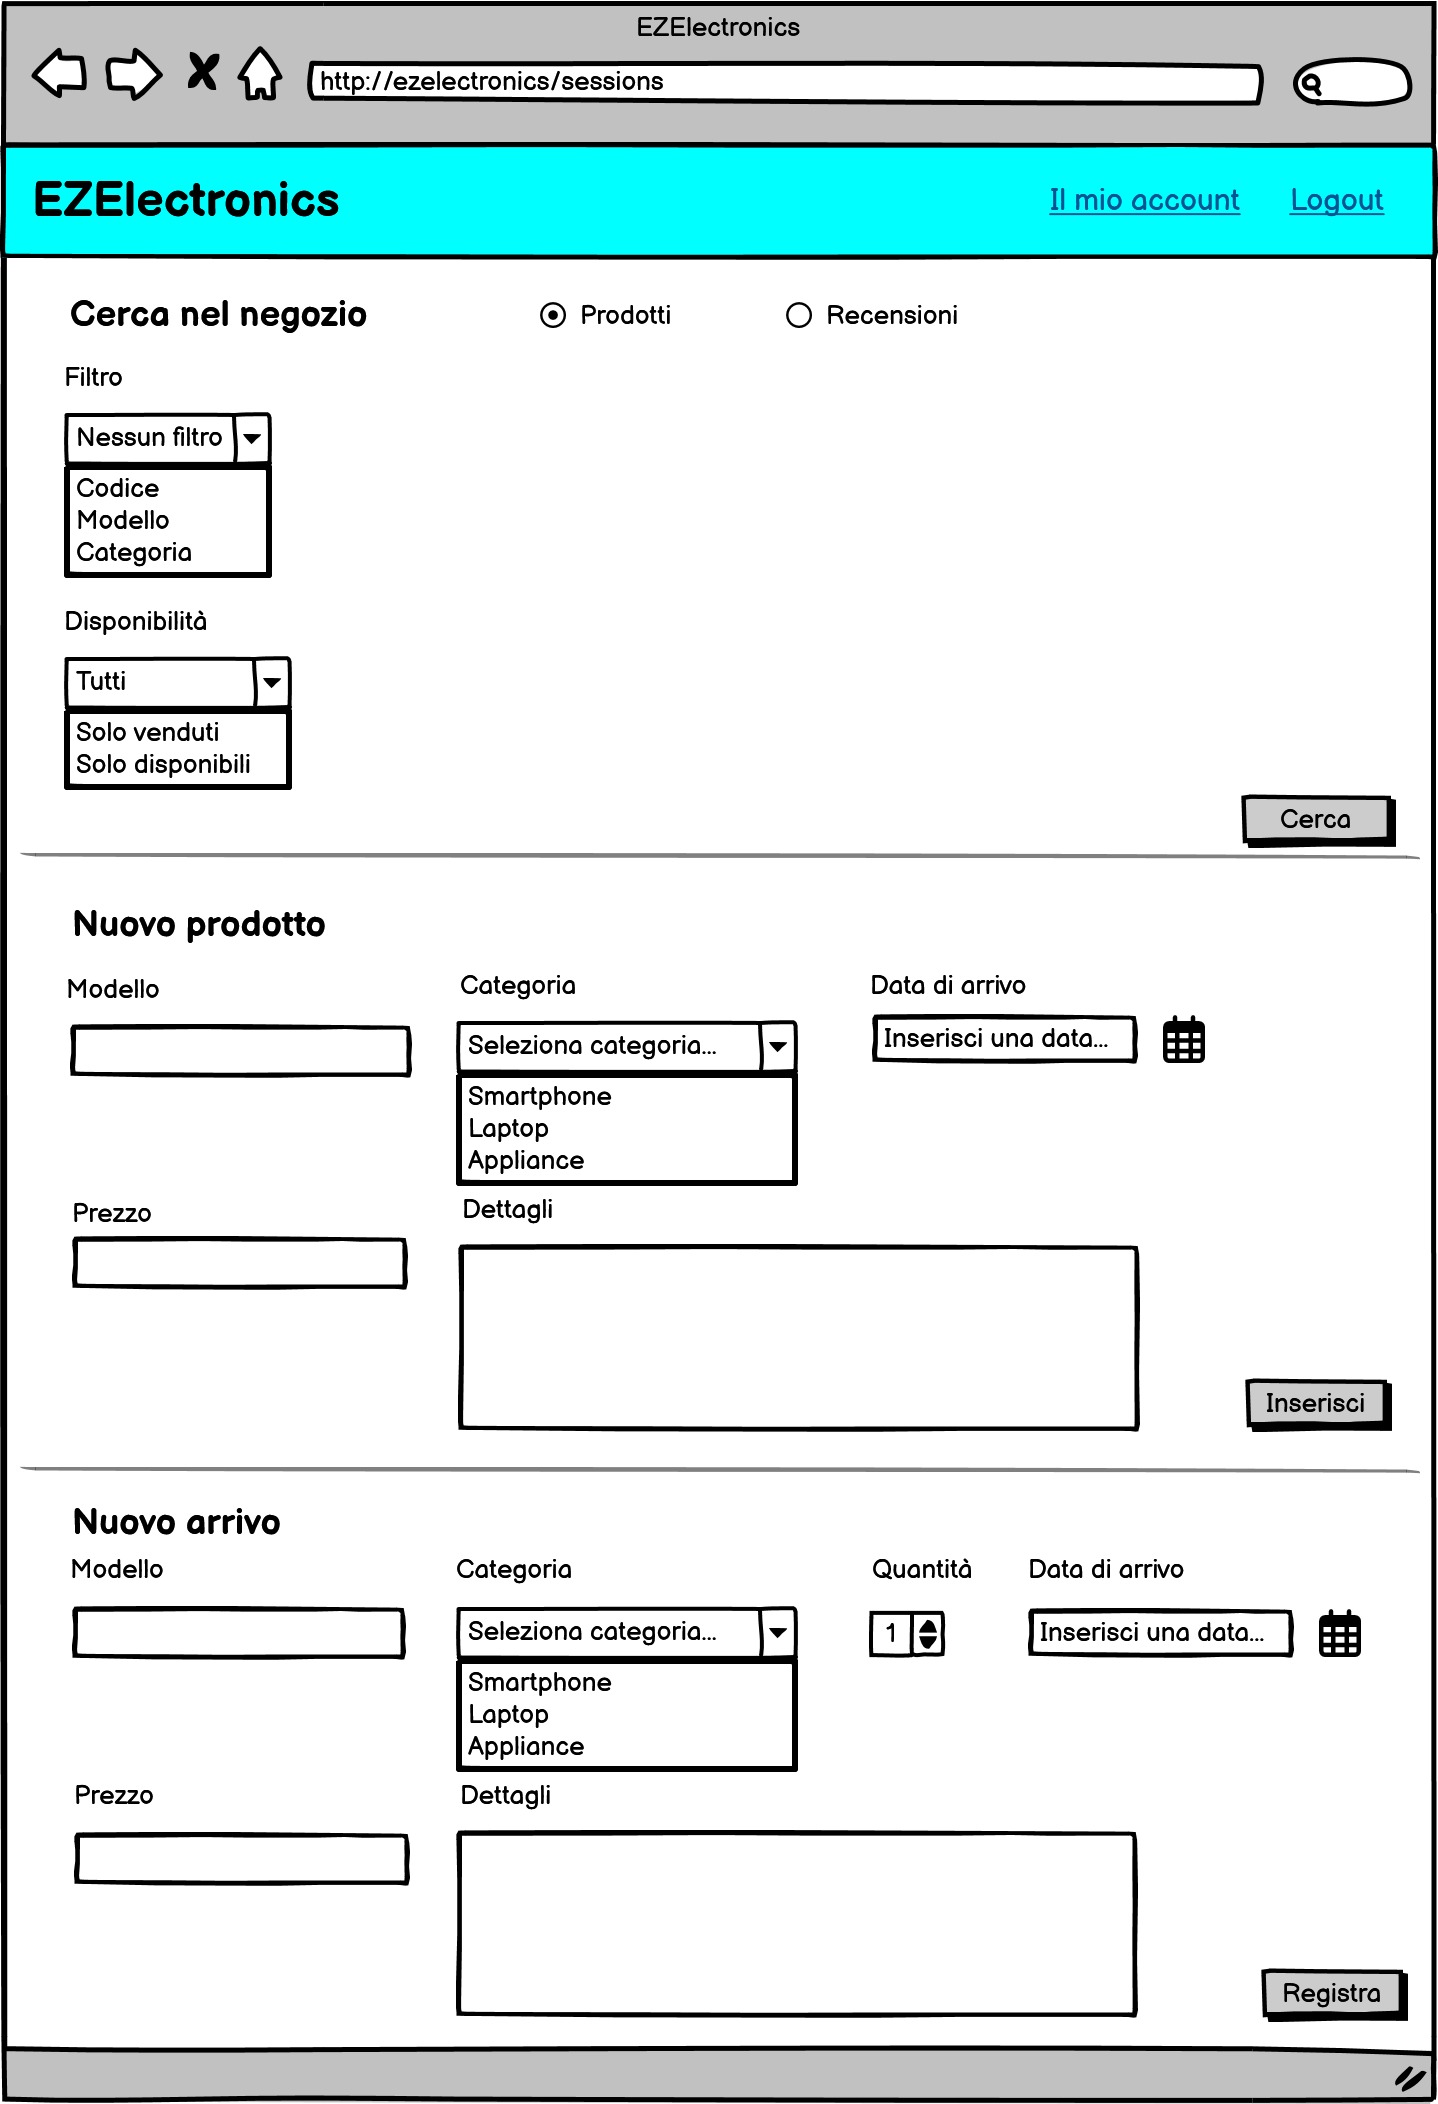 EZElectronics
http://ezelectronics/sessions
EZElectronics
Il mio account
Logout
Cerca nel negozio
Prodotti
Recensioni
Filtro
Nessun filtro
Codice
Modello
Categoria
Disponibilità
Tutti
Solo venduti
Solo disponibili
Cerca
Nuovo prodotto
Modello
Categoria
Data di arrivo
Seleziona categoria...
Inserisci una data...
Smartphone
Laptop
Appliance
Prezzo
Dettagli
Inserisci
Nuovo arrivo
Modello
Categoria
Quantità
Data di arrivo
Seleziona categoria...
1
Inserisci una data...
Smartphone
Laptop
Appliance
Prezzo
Dettagli
Registra